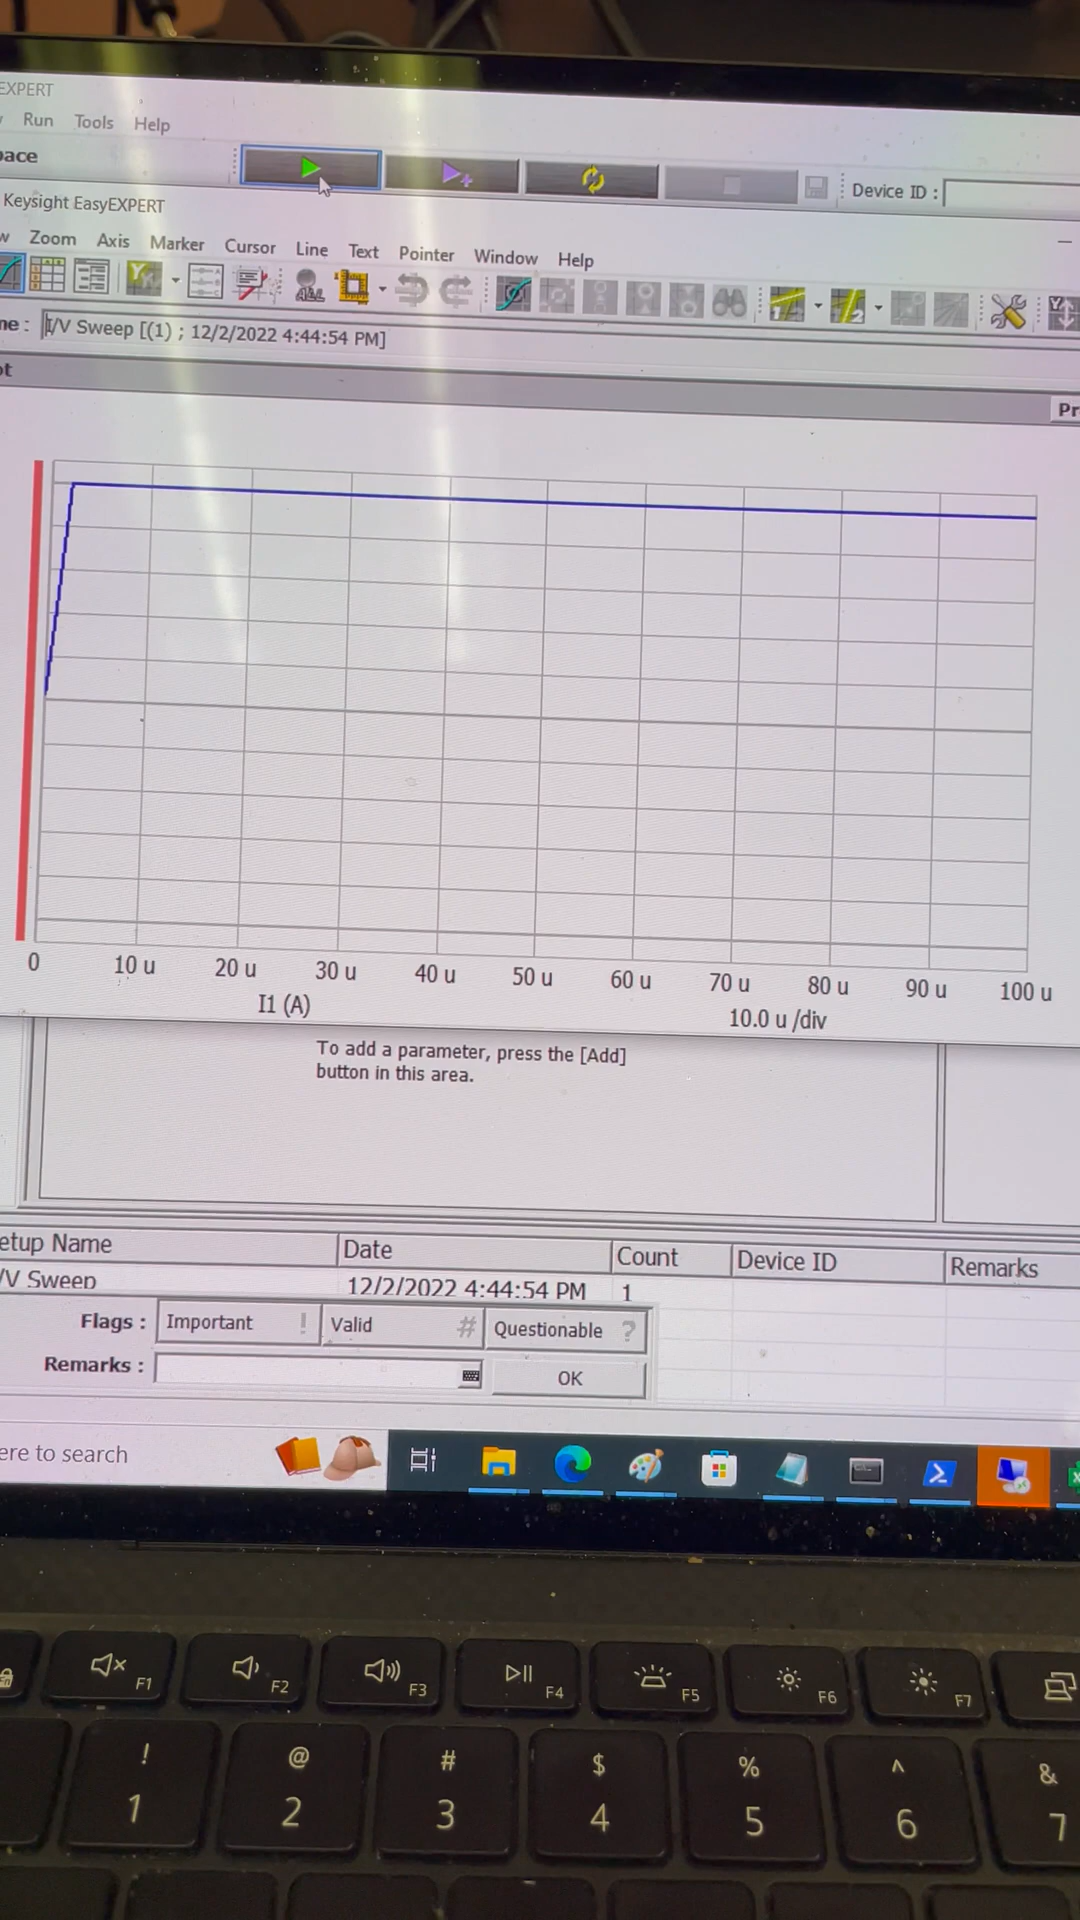 EXPERT
Run Tools Help
Device ID :
Keysight EasyEXPERT
Zoom Axis Marker Cursor Line Text Pointer Window Help
ALL
1 2
I/V Sweep [(1) ; 12/2/2022 4:44:54 PM]
0 10 u 20 u 30 u 40 u 50 u 60 u 70 u 80 u 90 u 100 u
I1 (A) 10.0 u /div
To add a parameter, press the [Add]
button in this area.
etup Name Date Count Device ID Remarks
/V Sweep 12/2/2022 4:44:54 PM 1
Flags : Important ! Valid # Questionable ?
Remarks : OK
ere to search
F1 F2 F3 F4 F5 F6 F7
! @ # $ % ^ &
1 2 3 4 5 6 7